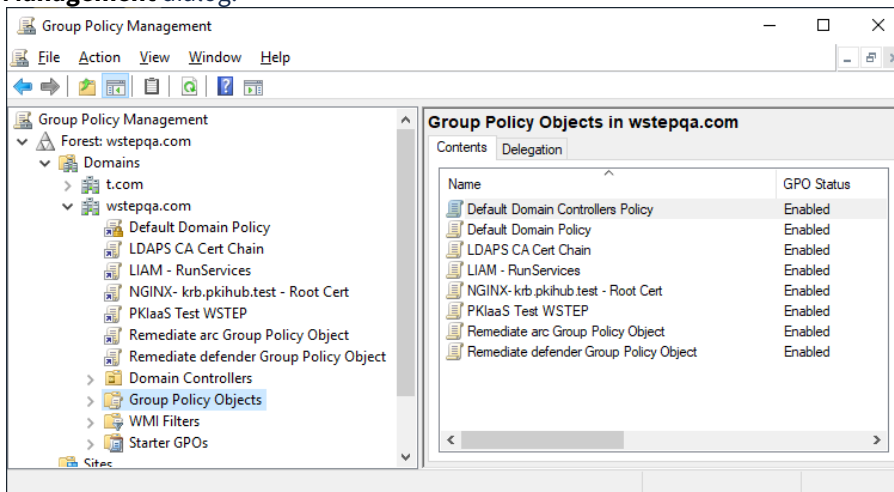 Management dialog.
Group Policy Management
File Action View Window Help
Group Policy Management
Forest: wstepqa.com
Domains
t.com
wstepqa.com
Default Domain Policy
LDAPS CA Cert Chain
LIAM - RunServices
NGINX- krb.pkihub.test - Root Cert
PKIaaS Test WSTEP
Remediate arc Group Policy Object
Remediate defender Group Policy Object
Domain Controllers
Group Policy Objects
WMI Filters
Starter GPOs
Sites
Group Policy Objects in wstepqa.com
Contents Delegation
Name GPO Status
Default Domain Controllers Policy Enabled
Default Domain Policy Enabled
LDAPS CA Cert Chain Enabled
LIAM - RunServices Enabled
NGINX- krb.pkihub.test - Root Cert Enabled
PKIaaS Test WSTEP Enabled
Remediate arc Group Policy Object Enabled
Remediate defender Group Policy Object Enabled